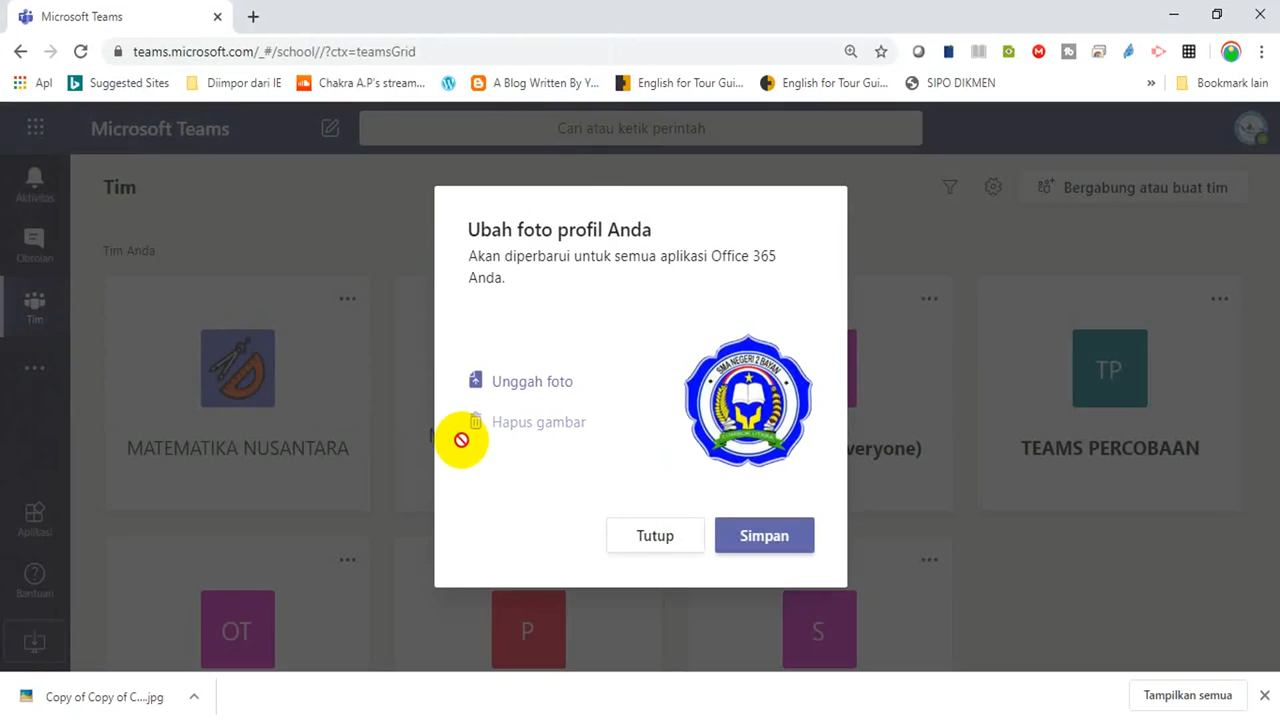 Microsoft Teams
teams.microsoft.com/_#/school//?ctx=teamsGrid
Apl
Suggested Sites
Diimpor dari IE
Chakra A.P's stream...
A Blog Written By Y...
English for Tour Gui...
English for Tour Gui...
SIPO DIKMEN
»
Bookmark lain
Microsoft Teams
Cari atau ketik perintah
Aktivitas
Obrolan
Tim
Aplikasi
Bantuan
Tim
Bergabung atau buat tim
Tim Anda
MATEMATIKA NUSANTARA
veryone)
TP
TEAMS PERCOBAAN
OT
P
S
Ubah foto profil Anda
Akan diperbarui untuk semua aplikasi Office 365
Anda.
Unggah foto
Hapus gambar
SMA NEGERI 2 BAYAN
Tutup
Simpan
Copy of Copy of C....jpg
Tampilkan semua